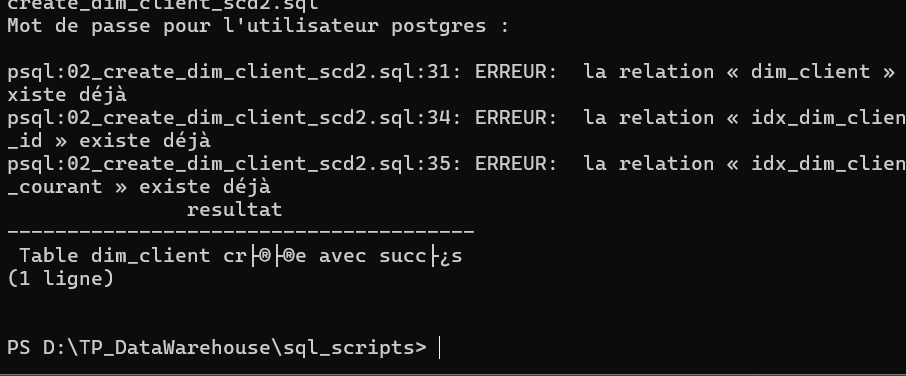 create_dim_client_scd2.sql
Mot de passe pour l'utilisateur postgres :
psql:02_create_dim_client_scd2.sql:31: ERREUR:  la relation « dim_client »
xiste déjà
psql:02_create_dim_client_scd2.sql:34: ERREUR:  la relation « idx_dim_clien
_id » existe déjà
psql:02_create_dim_client_scd2.sql:35: ERREUR:  la relation « idx_dim_clien
_courant » existe déjà
resultat
---------------------------------------
Table dim_client cr├®├®e avec succ├¿s
(1 ligne)
PS D:\TP_DataWarehouse\sql_scripts>